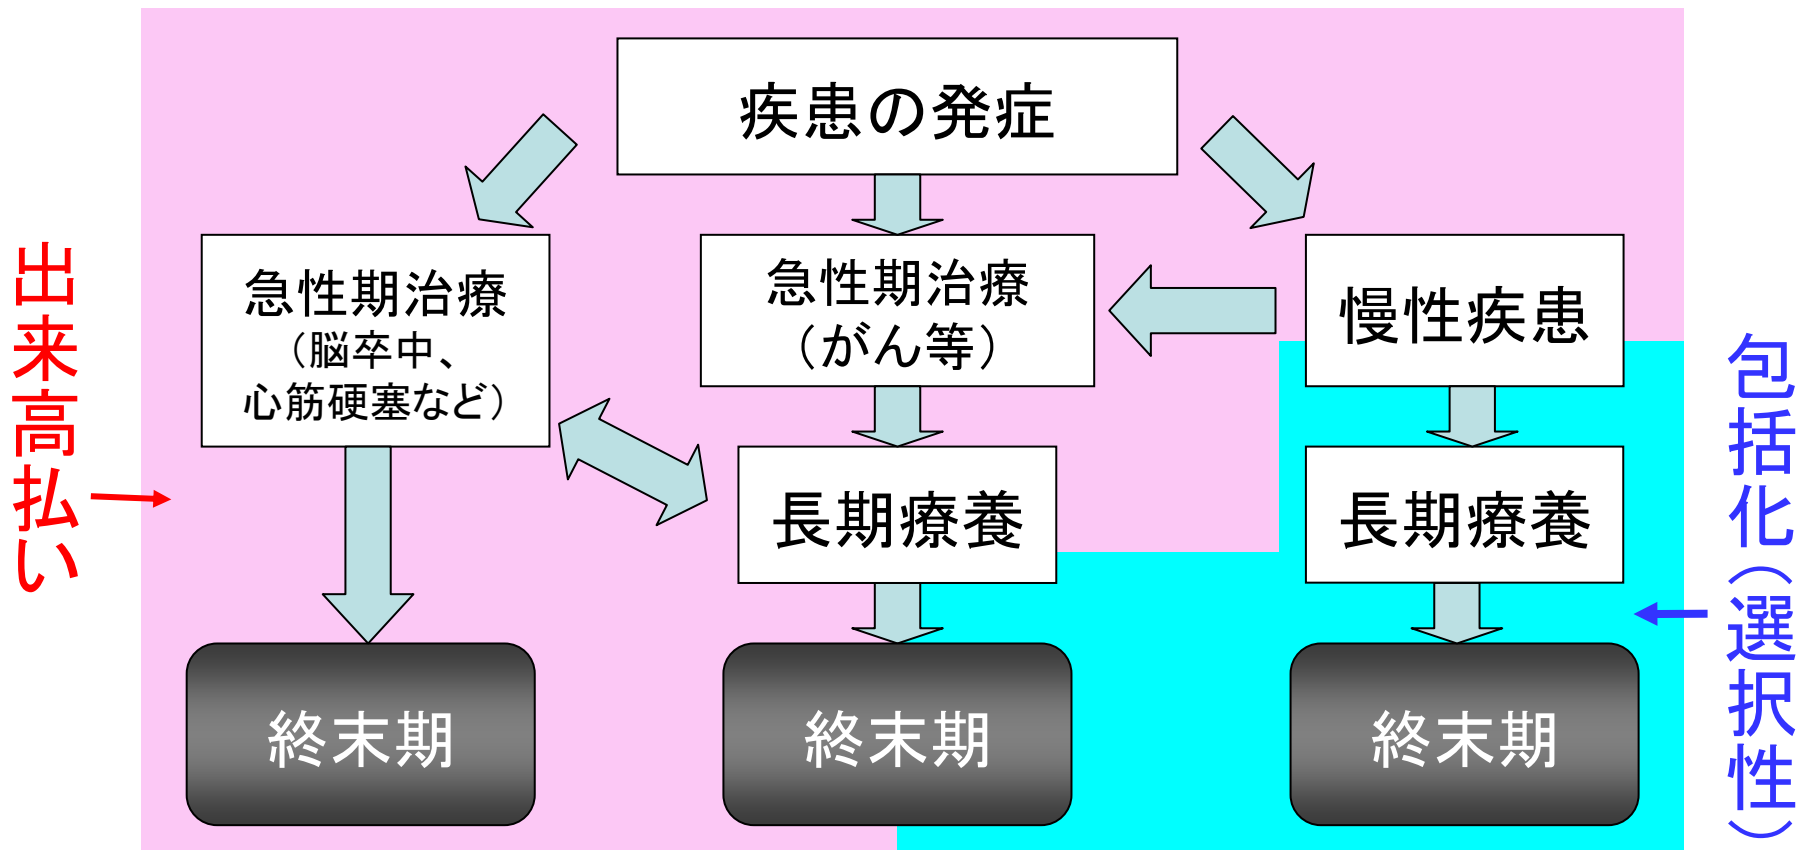 疾患の発症
急性期治療
（脳卒中、
心筋硬塞など）
急性期治療
（がん等）
慢性疾患
長期療養
長期療養
終末期
終末期
終末期
出来高払い
包括化（選択性）